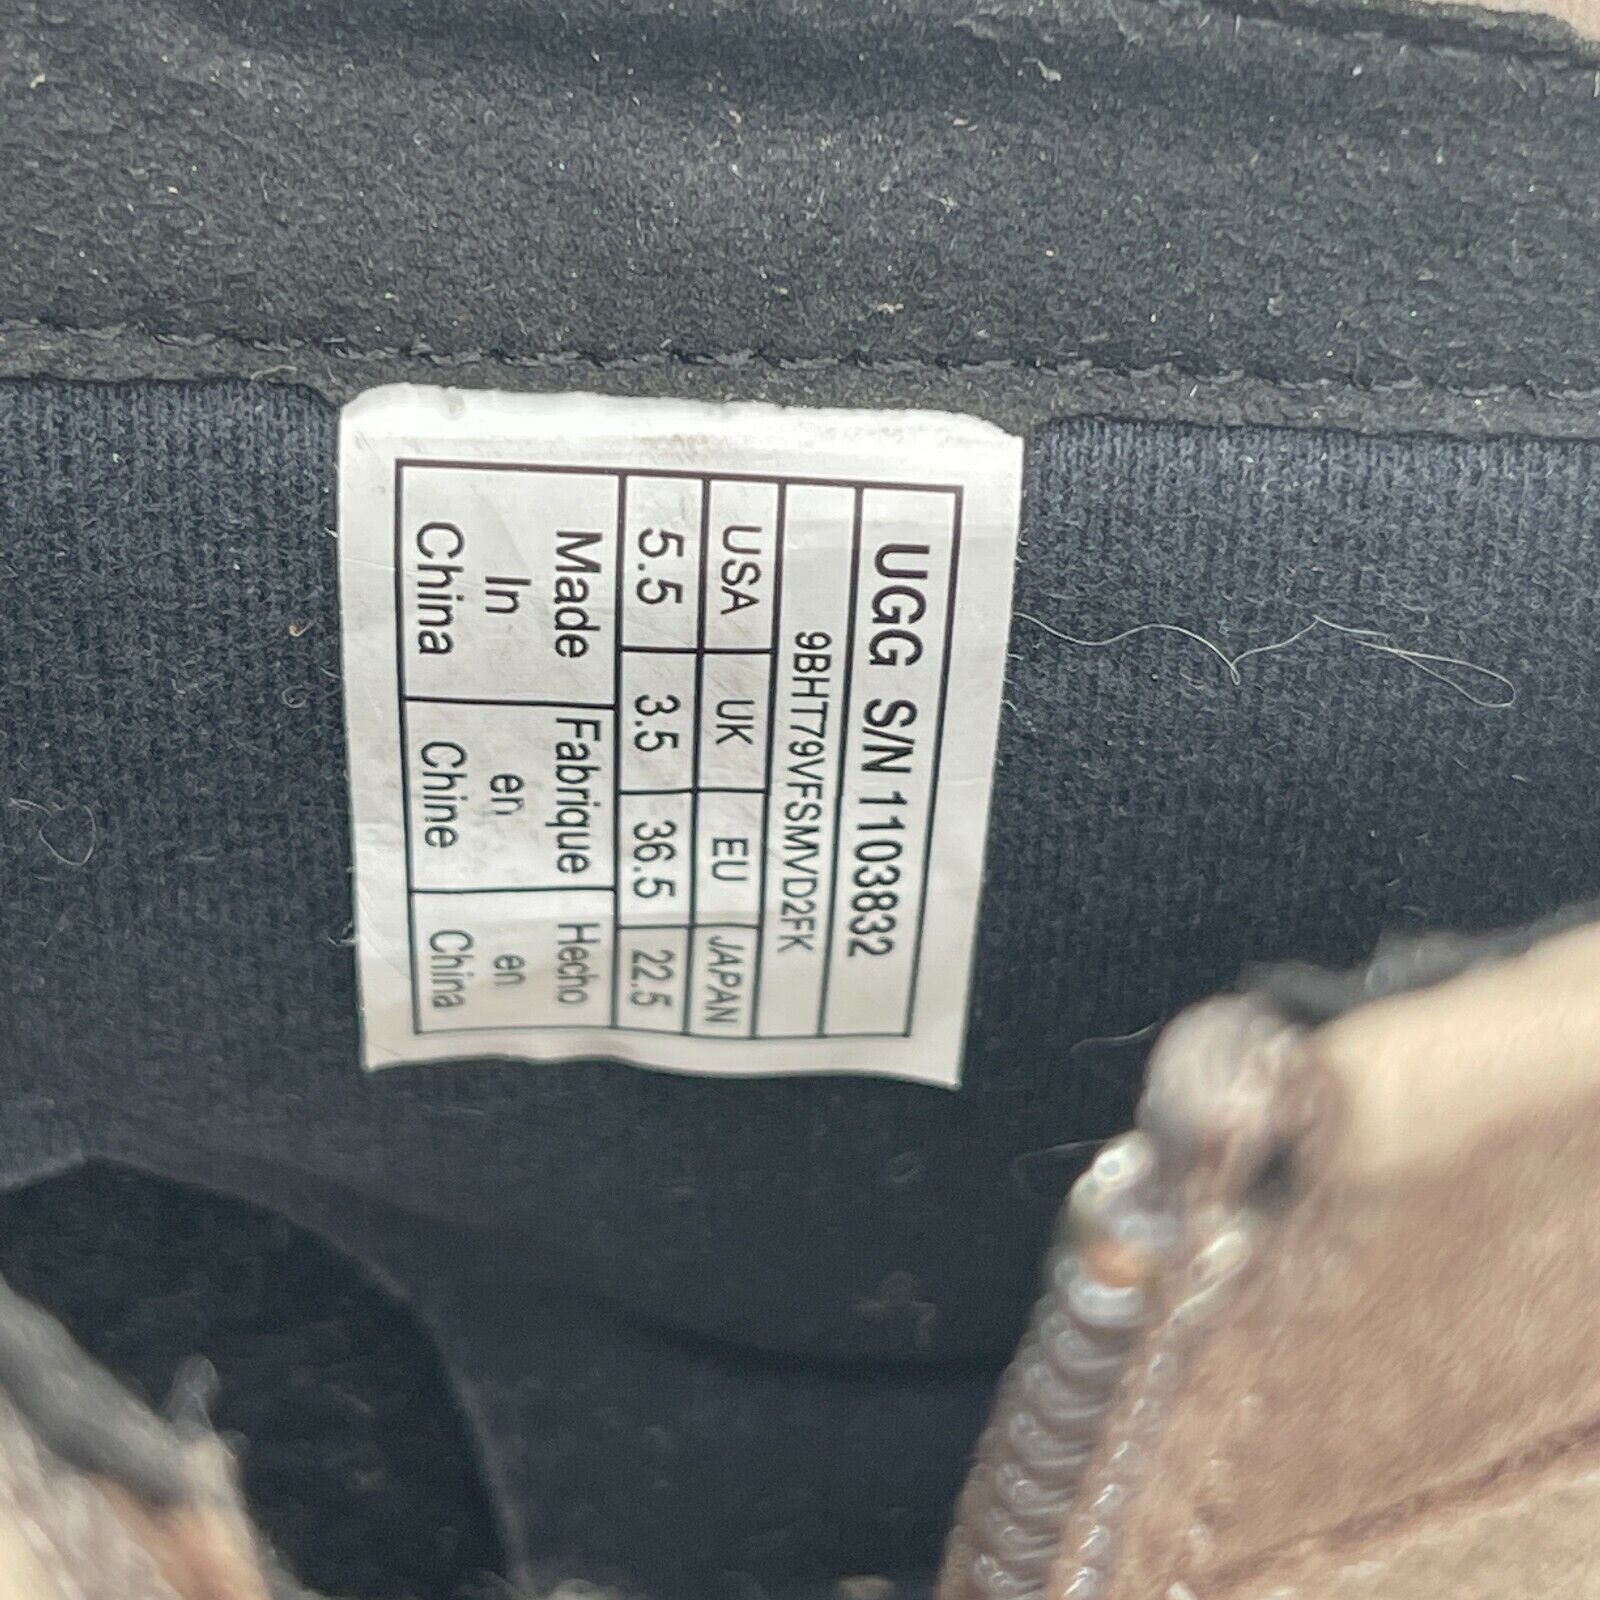 UGG S/N 1103832
9BHT79VFSMVD2FK
USA UK EU JAPAN
5.5 3.5 36.5 22.5
Made Fabrique Hecho
In en en
China Chine China